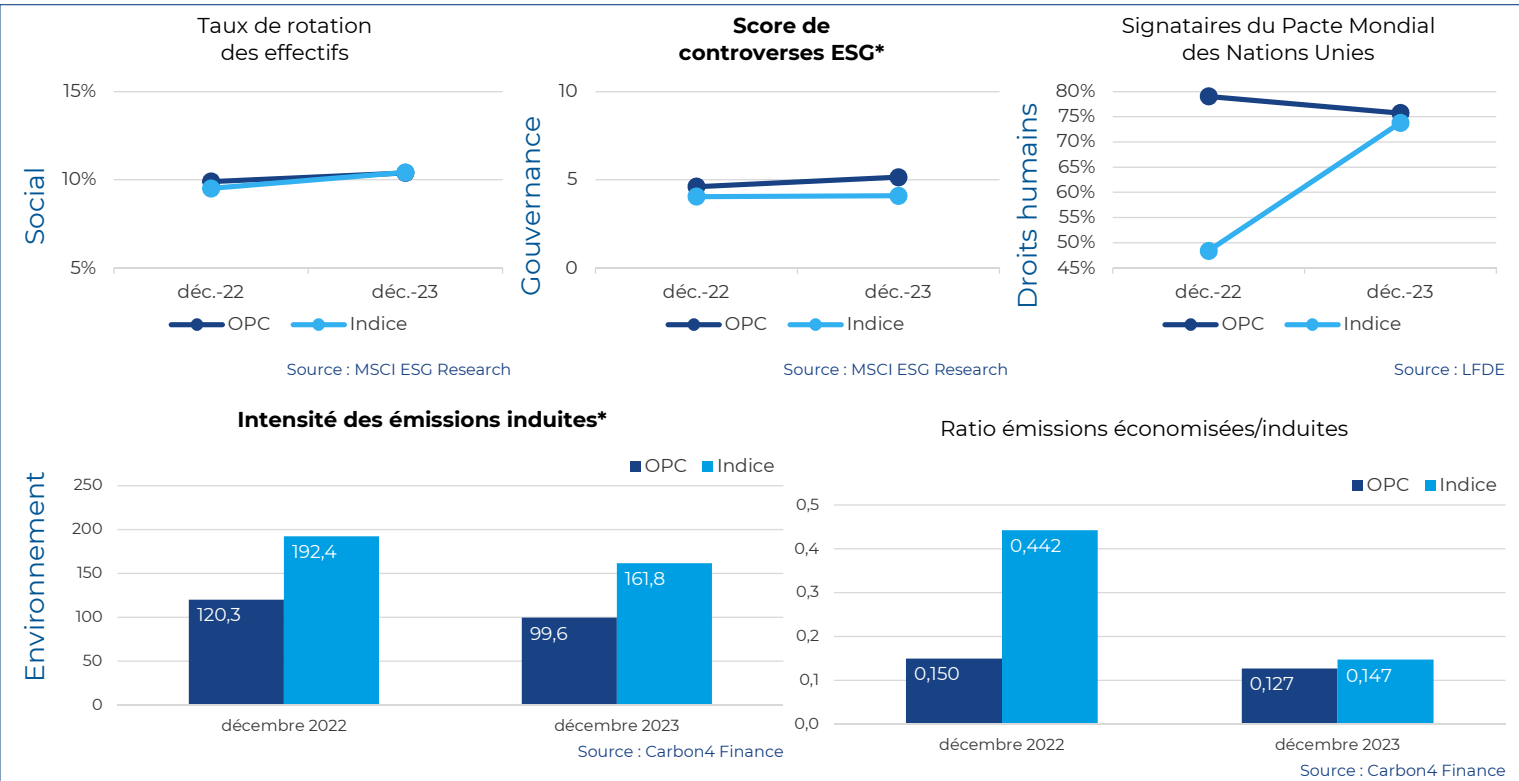 Taux de rotation
des effectifs
Social
15%
10%
5%
déc.-22
déc.-23
OPC
Indice
Source : MSCI ESG Research
Score de
controverses ESG*
Gouvernance
10
5
0
déc.-22
déc.-23
OPC
Indice
Source : MSCI ESG Research
Signataires du Pacte Mondial
des Nations Unies
Droits humains
80%
75%
70%
65%
60%
55%
50%
45%
déc.-22
déc.-23
OPC
Indice
Source : LFDE
Intensité des émissions induites*
OPC
Indice
Environnement
250
200
150
100
50
0
120,3
192,4
99,6
161,8
décembre 2022
décembre 2023
Source : Carbon4 Finance
Ratio émissions économisées/induites
OPC
Indice
0,5
0,4
0,3
0,2
0,1
0,0
0,150
0,442
0,127
0,147
décembre 2022
décembre 2023
Source : Carbon4 Finance